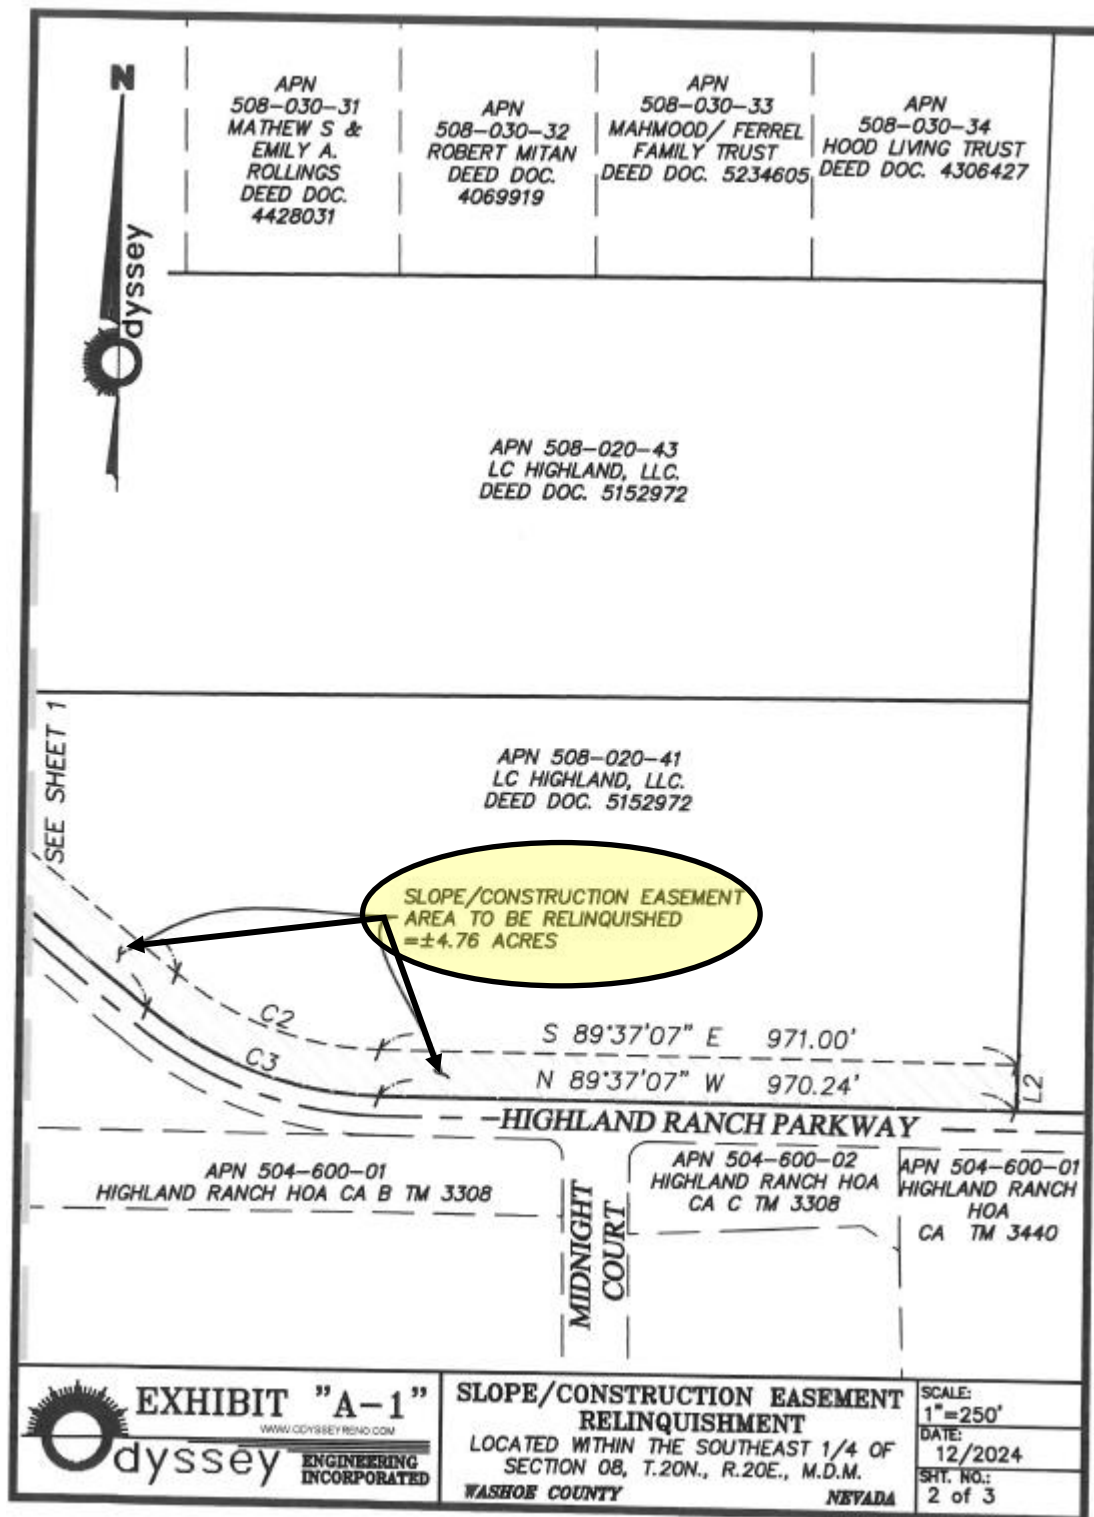 N
Odyssey
APN
508-030-31
MATHEW S &
EMILY A.
ROLLINGS
DEED DOC.
4428031
APN
508-030-32
ROBERT MITAN
DEED DOC.
4069919
APN
508-030-33
MAHMOOD/ FERREL
FAMILY TRUST
DEED DOC. 5234605
APN
508-030-34
HOOD LIVING TRUST
DEED DOC. 4306427
APN 508-020-43
LC HIGHLAND, LLC.
DEED DOC. 5152972
SEE SHEET 1
APN 508-020-41
LC HIGHLAND, LLC.
DEED DOC. 5152972
SLOPE/CONSTRUCTION EASEMENT
AREA TO BE RELINQUISHED
=±4.76 ACRES
C2
C3
S 89°37'07" E 971.00'
N 89°37'07" W 970.24'
L2
HIGHLAND RANCH PARKWAY
APN 504-600-01
HIGHLAND RANCH HOA CA B TM 3308
MIDNIGHT
COURT
APN 504-600-02
HIGHLAND RANCH HOA
CA C TM 3308
APN 504-600-01
HIGHLAND RANCH
HOA
CA TM 3440
EXHIBIT "A-1"
WWW.ODYSSEYRENO.COM
Odyssey
ENGINEERING
INCORPORATED
SLOPE/CONSTRUCTION EASEMENT
RELINQUISHMENT
LOCATED WITHIN THE SOUTHEAST 1/4 OF
SECTION 08, T.20N., R.20E., M.D.M.
WASHOE COUNTY NEVADA
SCALE:
1"=250'
DATE:
12/2024
SHT. NO.:
2 of 3